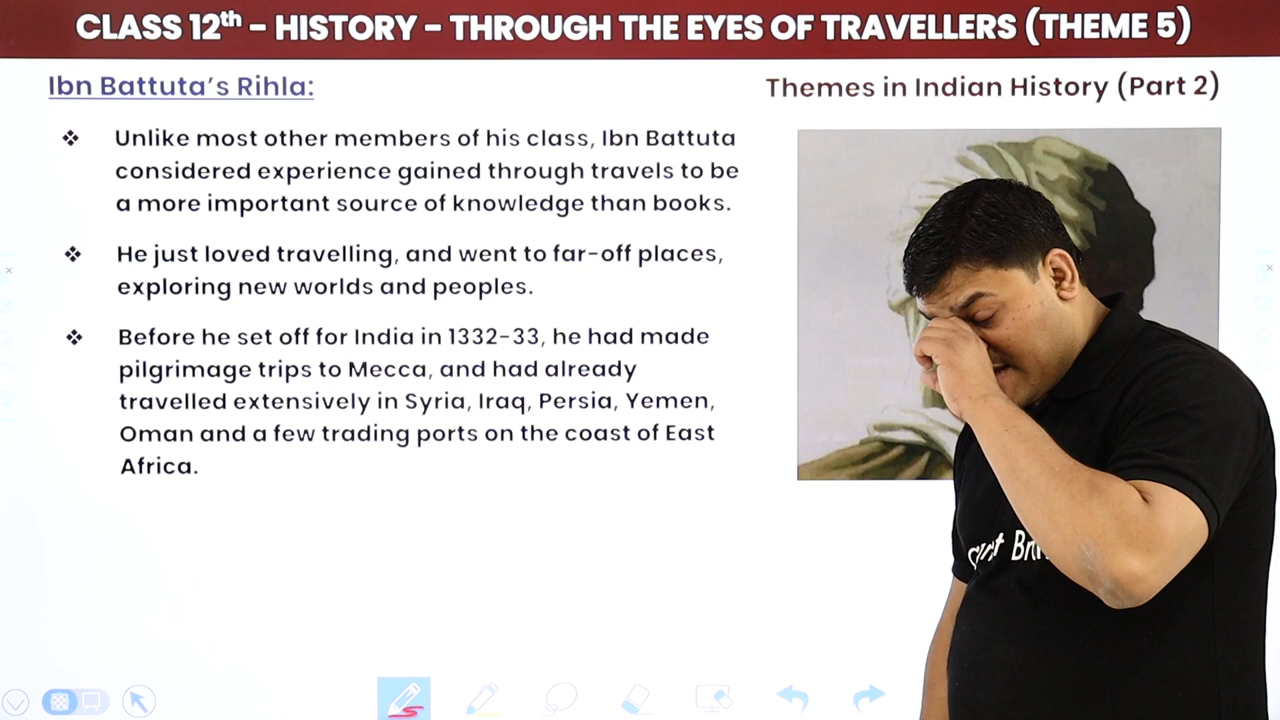 CLASS 12th - HISTORY - THROUGH THE EYES OF TRAVELLERS (THEME 5)
Ibn Battuta's Rihla:
Themes in Indian History (Part 2)
❖ Unlike most other members of his class, Ibn Battuta
considered experience gained through travels to be
a more important source of knowledge than books.
❖ He just loved travelling, and went to far-off places,
exploring new worlds and peoples.
❖ Before he set off for India in 1332-33, he had made
pilgrimage trips to Mecca, and had already
travelled extensively in Syria, Iraq, Persia, Yemen,
Oman and a few trading ports on the coast of East
Africa.